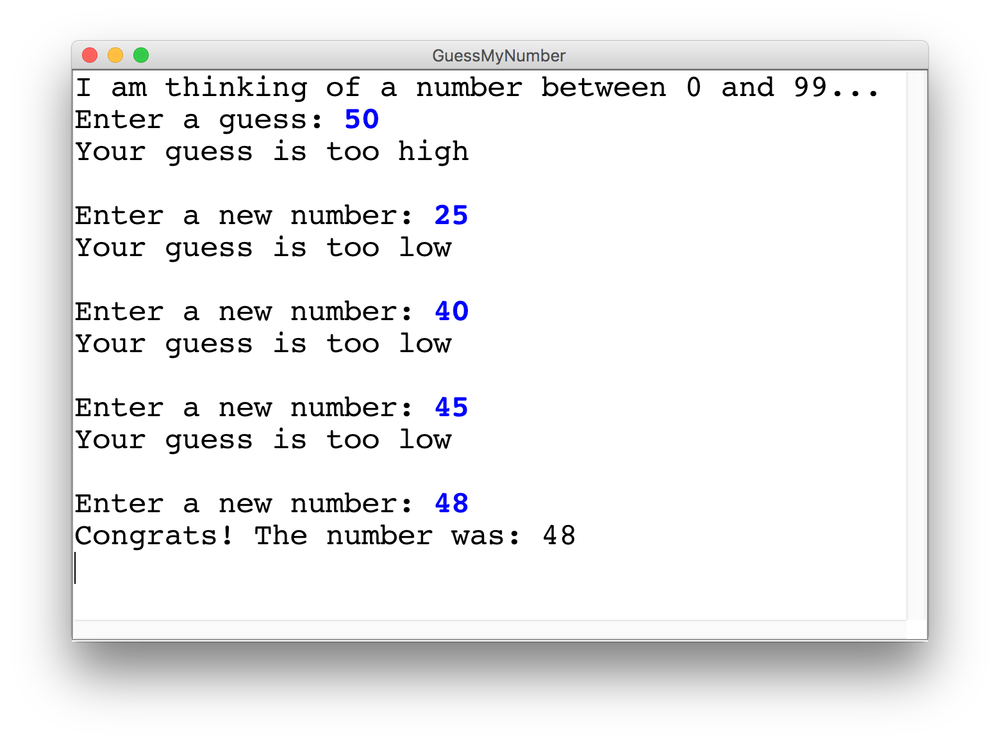 GuessMyNumber
I am thinking of a number between 0 and 99...
Enter a guess: 50
Your guess is too high
Enter a new number: 25
Your guess is too low
Enter a new number: 40
Your guess is too low
Enter a new number: 45
Your guess is too low
Enter a new number: 48
Congrats! The number was: 48